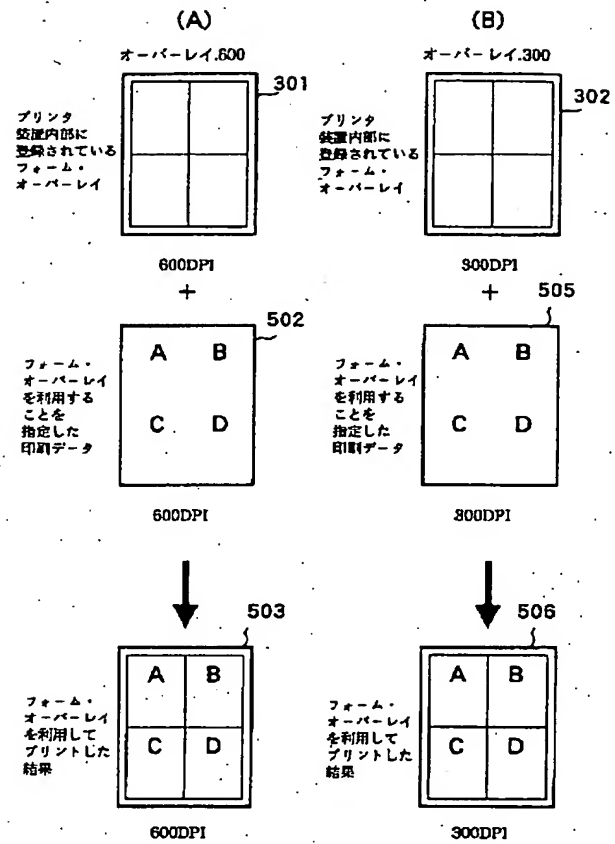 (A)
オーバーレイ.600
301
プリンタ
装置内部に
登録されている
フォーム・
オーバーレイ
600DPI
+
502
A B
C D
フォーム・
オーバーレイ
を利用する
ことを
指定した
印刷データ
600DPI
503
A B
C D
フォーム・
オーバーレイ
を利用して
プリントした
結果
600DPI
(B)
オーバーレイ.300
302
プリンタ
装置内部に
登録されている
フォーム・
オーバーレイ
300DPI
+
505
A B
C D
フォーム・
オーバーレイ
を利用する
ことを
指定した
印刷データ
300DPI
506
A B
C D
フォーム・
オーバーレイ
を利用して
プリントした
結果
300DPI